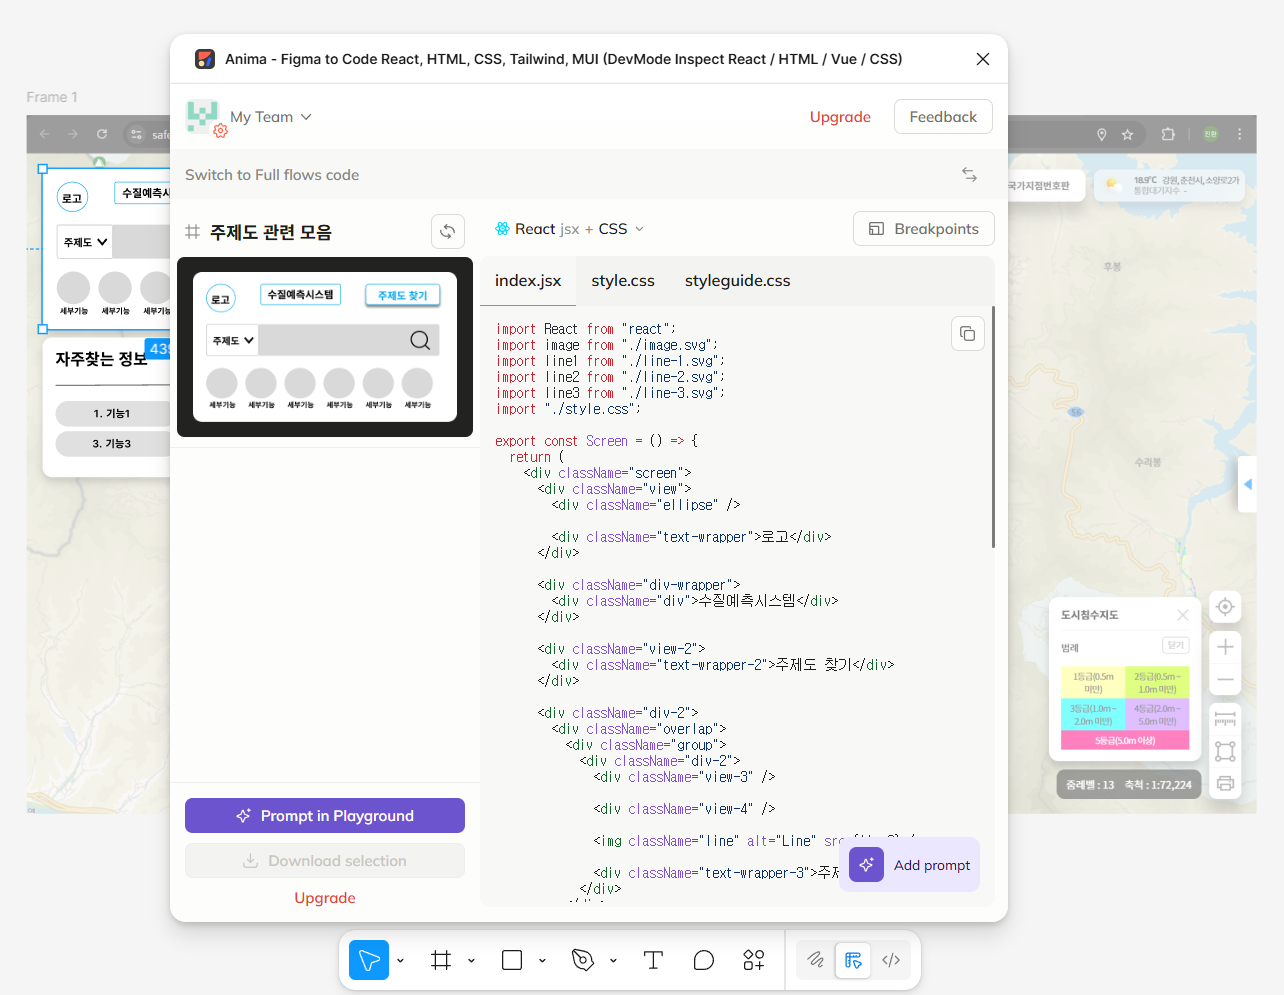 Anima - Figma to Code React, HTML, CSS, Tailwind, MUI (DevMode Inspect React / HTML / Vue / CSS)
Frame 1
My Team
Upgrade
Feedback
safe
Switch to Full flows code
로고
수질예측시
주제도
세부기능
세부기능
세부기능
자주찾는 정보
439
1. 기능1
3. 기능3
주제도 관련 모음
로고
수질예측시스템
주제도 찾기
주제도
세부기능
세부기능
세부기능
세부기능
세부기능
세부기능
Prompt in Playground
Download selection
Upgrade
React jsx + CSS
Breakpoints
index.jsx
style.css
styleguide.css
import React from "react";
import image from "./image.svg";
import line1 from "./line-1.svg";
import line2 from "./line-2.svg";
import line3 from "./line-3.svg";
import "./style.css";
export const Screen = () => {
return (
<div className="screen">
<div className="view">
<div className="ellipse" />
<div className="text-wrapper">로고</div>
</div>
<div className="div-wrapper">
<div className="div">수질예측시스템</div>
</div>
<div className="view-2">
<div className="text-wrapper-2">주제도 찾기</div>
</div>
<div className="div-2">
<div className="overlap">
<div className="group">
<div className="div-2">
<div className="view-3" />
<div className="view-4" />
<img className="line" alt="Line" src
<div className="text-wrapper-3">주제
</div>
Add prompt
진환
국가지점번호판
18.9°C 강원, 춘천시, 소양로2가
통합대기지수 -
후봉
56
수리봉
도시침수지도
범례
닫기
1등급(0.5m 미만)
2등급(0.5m ~ 1.0m 미만)
3등급(1.0m ~ 2.0m 미만)
4등급(2.0m ~ 5.0m 미만)
5등급(5.0m 이상)
줌레벨 : 13 축척 : 1:72,224